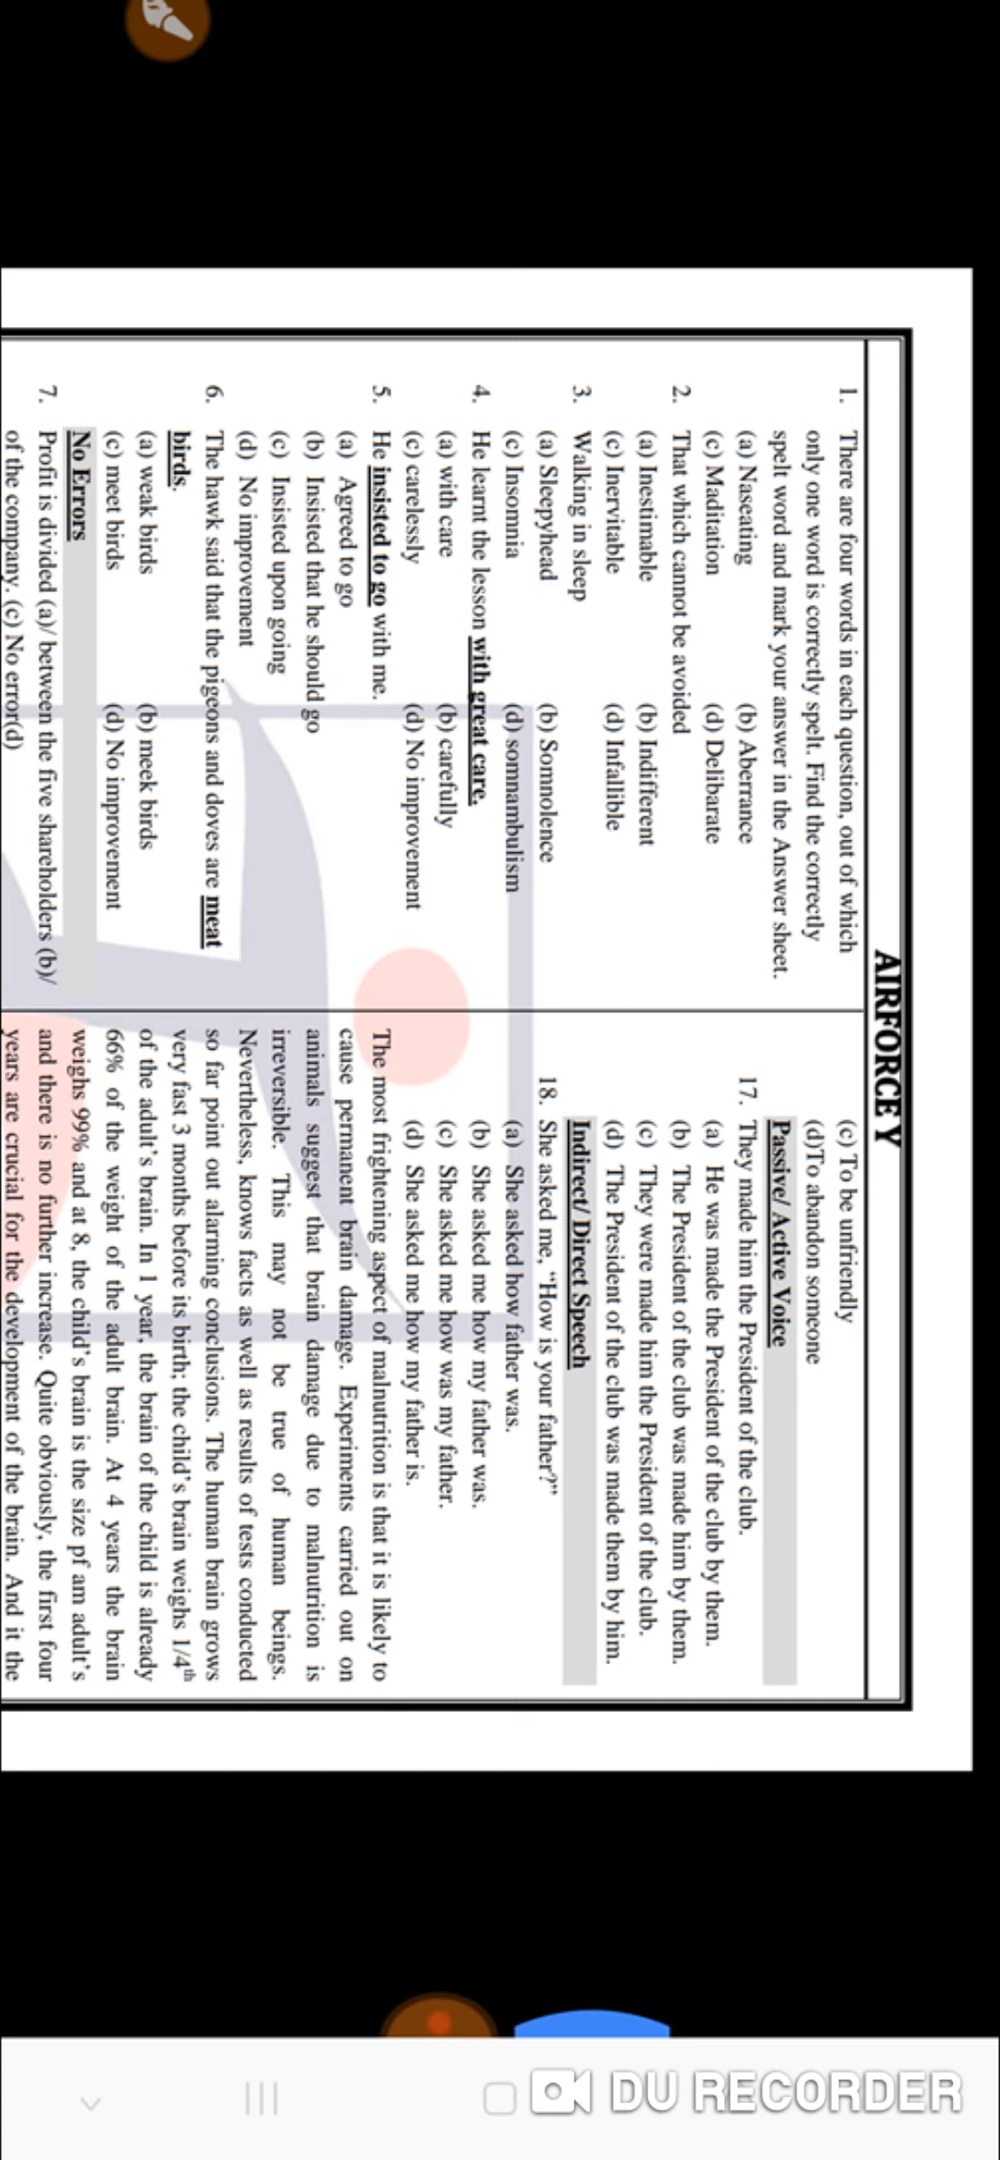 AIRFORCE Y
1. There are four words in each question, out of which
only one word is correctly spelt. Find the correctly
spelt word and mark your answer in the Answer sheet.
(a) Naseating (b) Aberrance
(c) Maditation (d) Delibarate
2. That which cannot be avoided
(a) Inestimable (b) Indifferent
(c) Inervitable (d) Infallible
3. Walking in sleep
(a) Sleepyhead (b) Somnolence
(c) Insomnia (d) somnambulism
4. He learnt the lesson with great care.
(a) with care (b) carefully
(c) carelessly (d) No improvement
5. He insisted to go with me.
(a) Agreed to go
(b) Insisted that he should go
(c) Insisted upon going
(d) No improvement
6. The hawk said that the pigeons and doves are meat
birds.
(a) weak birds (b) meek birds
(c) meet birds (d) No improvement
No Errors
7. Profit is divided (a)/ between the five shareholders (b)/
of the company. (c) No error(d)
(c) To be unfriendly
(d)To abandon someone
Passive/ Active Voice
17. They made him the President of the club.
(a) He was made the President of the club by them.
(b) The President of the club was made him by them.
(c) They were made him the President of the club.
(d) The President of the club was made them by him.
Indirect/ Direct Speech
18. She asked me, “How is your father?”
(a) She asked how father was.
(b) She asked me how my father was.
(c) She asked me how was my father.
(d) She asked me how my father is.
The most frightening aspect of malnutrition is that it is likely to
cause permanent brain damage. Experiments carried out on
animals suggest that brain damage due to malnutrition is
irreversible. This may not be true of human beings.
Nevertheless, knows facts as well as results of tests conducted
so far point out alarming conclusions. The human brain grows
very fast 3 months before its birth; the child’s brain weighs 1/4th
of the adult’s brain. In 1 year, the brain of the child is already
66% of the weight of the adult brain. At 4 years the brain
weighs 99% and at 8, the child’s brain is the size pf am adult’s
and there is no further increase. Quite obviously, the first four
years are crucial for the development of the brain. And it the
DU RECORDER